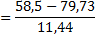 = (58,5 − 79,73) / 11,44